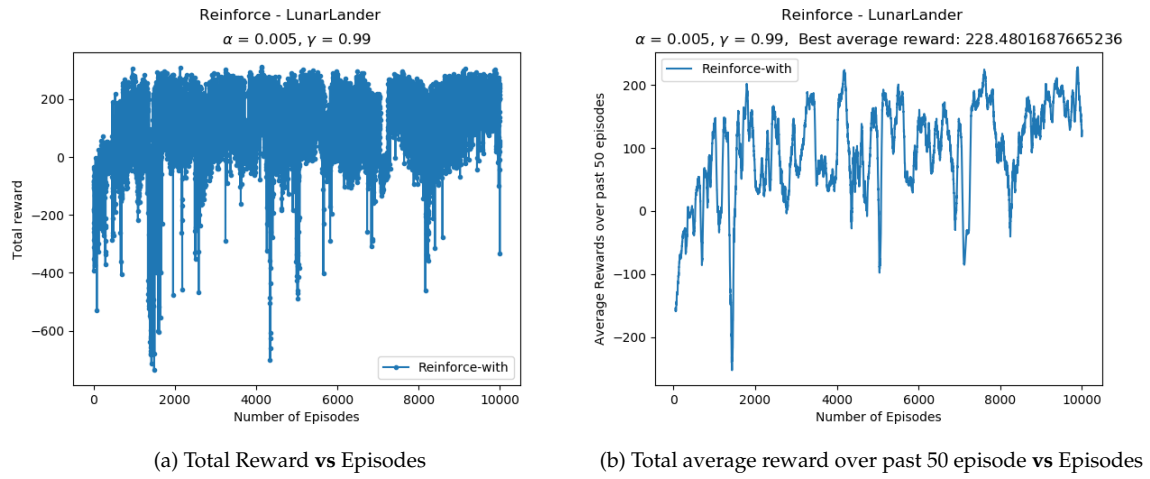 Reinforce - LunarLander
α = 0.005, γ = 0.99
Total reward
200
0
−200
−400
−600
Reinforce-with
0
2000
4000
6000
8000
10000
Number of Episodes
(a) Total Reward vs Episodes
Reinforce - LunarLander
α = 0.005, γ = 0.99, Best average reward: 228.4801687665236
Reinforce-with
Average Rewards over past 50 episodes
200
100
0
−100
−200
0
2000
4000
6000
8000
10000
Number of Episodes
(b) Total average reward over past 50 episode vs Episodes